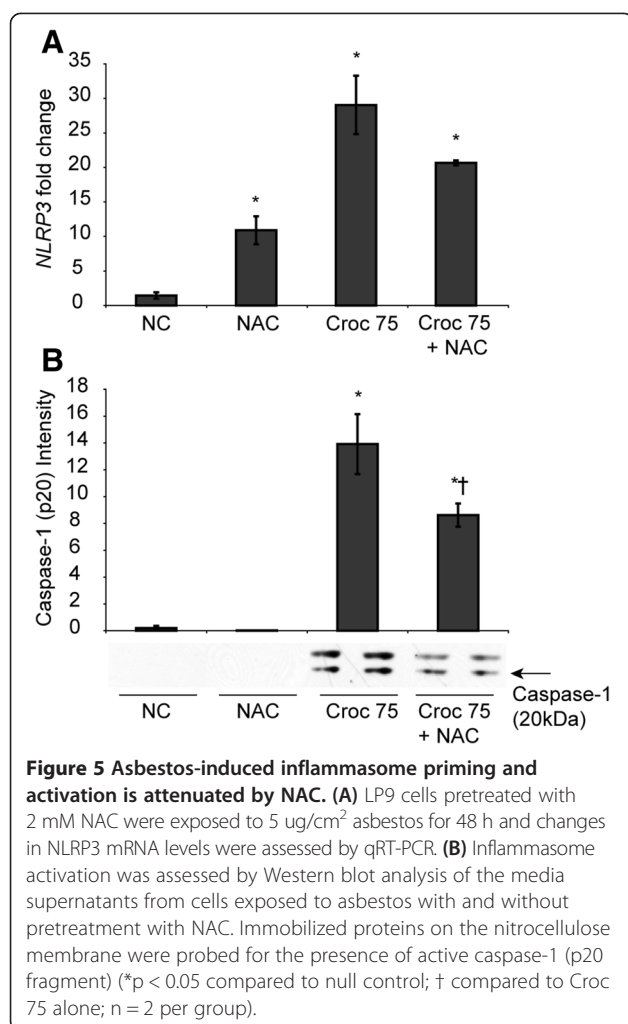 A
35
30
25
20
15
10
5
0
NLRP3 fold change
*
*
*
NC NAC Croc 75 Croc 75
+ NAC
B
18
16
14
12
10
8
6
4
2
0
Caspase-1 (p20) Intensity
*
*†
Caspase-1
(20kDa)
NC NAC Croc 75 Croc 75
+ NAC
Figure 5 Asbestos-induced inflammasome priming and
activation is attenuated by NAC. (A) LP9 cells pretreated with
2 mM NAC were exposed to 5 ug/cm² asbestos for 48 h and changes
in NLRP3 mRNA levels were assessed by qRT-PCR. (B) Inflammasome
activation was assessed by Western blot analysis of the media
supernatants from cells exposed to asbestos with and without
pretreatment with NAC. Immobilized proteins on the nitrocellulose
membrane were probed for the presence of active caspase-1 (p20
fragment) (*p < 0.05 compared to null control; † compared to Croc
75 alone; n = 2 per group).